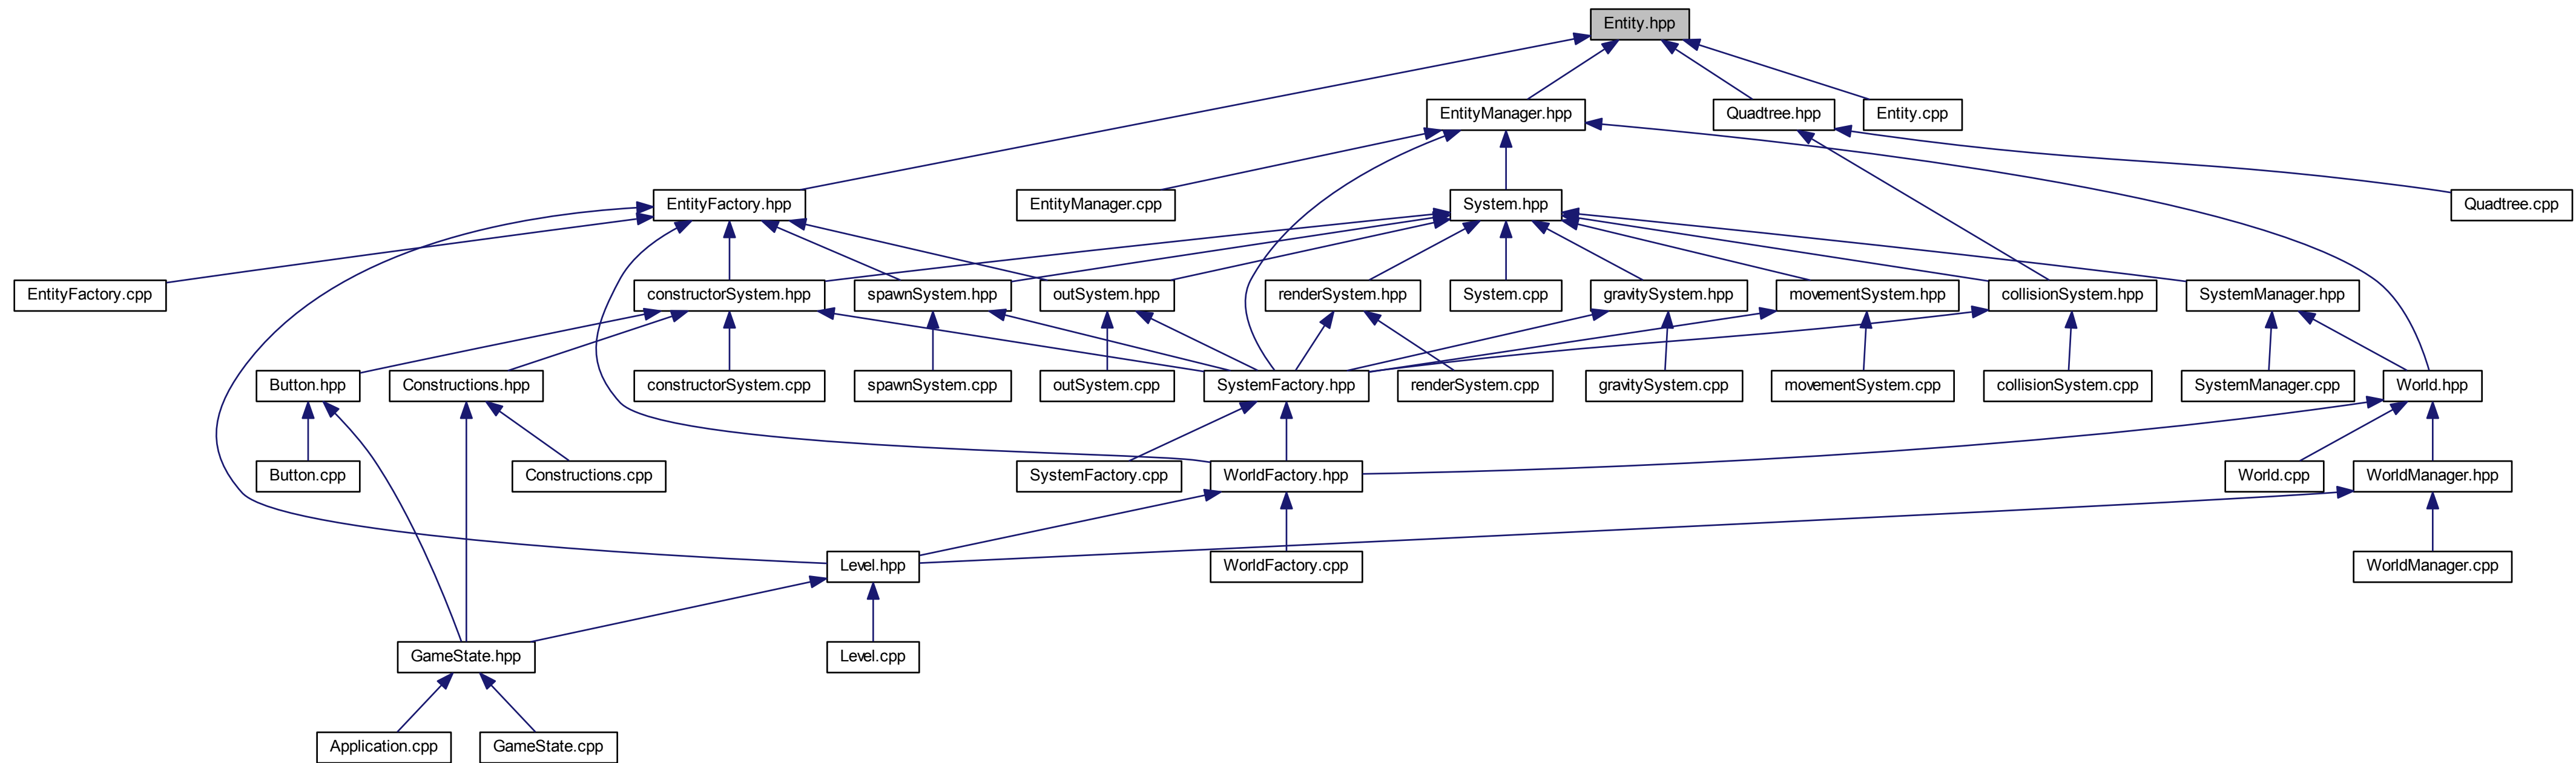 Entity.hpp
EntityManager.hpp
Quadtree.hpp
Entity.cpp
EntityFactory.hpp
EntityManager.cpp
System.hpp
Quadtree.cpp
EntityFactory.cpp
constructorSystem.hpp
spawnSystem.hpp
outSystem.hpp
renderSystem.hpp
System.cpp
gravitySystem.hpp
movementSystem.hpp
collisionSystem.hpp
SystemManager.hpp
Button.hpp
Constructions.hpp
constructorSystem.cpp
spawnSystem.cpp
outSystem.cpp
SystemFactory.hpp
renderSystem.cpp
gravitySystem.cpp
movementSystem.cpp
collisionSystem.cpp
SystemManager.cpp
World.hpp
Button.cpp
Constructions.cpp
SystemFactory.cpp
WorldFactory.hpp
World.cpp
WorldManager.hpp
Level.hpp
WorldFactory.cpp
WorldManager.cpp
GameState.hpp
Level.cpp
Application.cpp
GameState.cpp